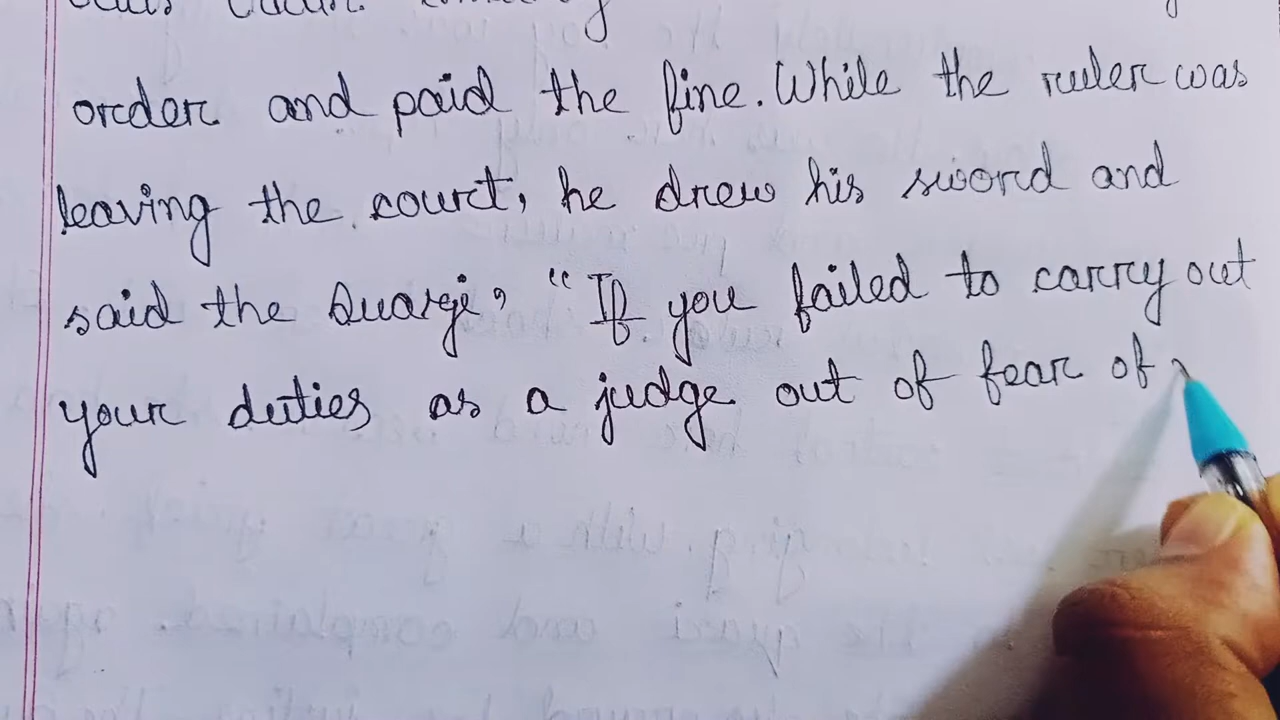 order and paid the fine. While the ruler was
leaving the court, he drew his sword and
said the Quazi, "If you failed to carry out
your duties as a judge out of fear of